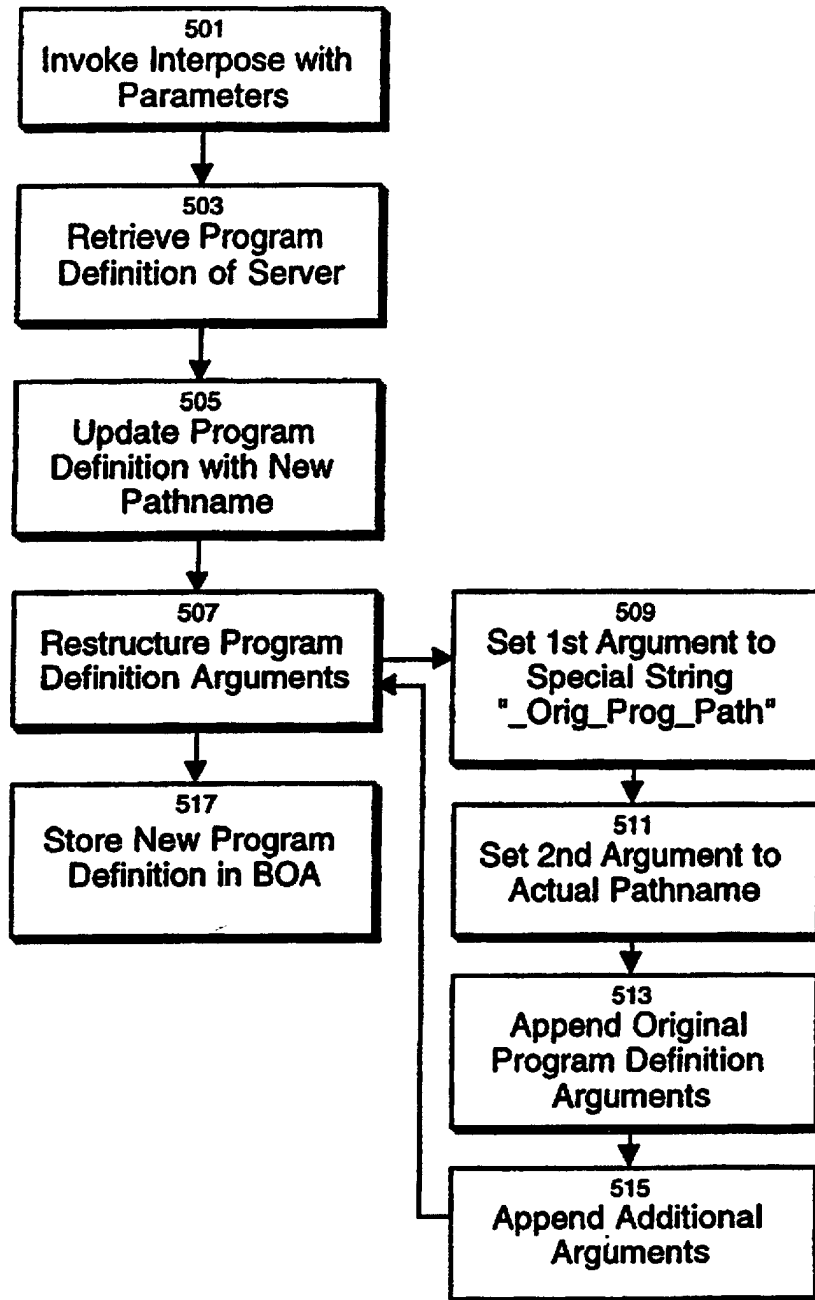 501
Invoke Interpose with
Parameters
503
Retrieve Program
Definition of Server
505
Update Program
Definition with New
Pathname
507
Restructure Program
Definition Arguments
509
Set 1st Argument to
Special String
"_Orig_Prog_Path"
511
Set 2nd Argument to
Actual Pathname
513
Append Original
Program Definition
Arguments
515
Append Additional
Arguments
517
Store New Program
Definition in BOA